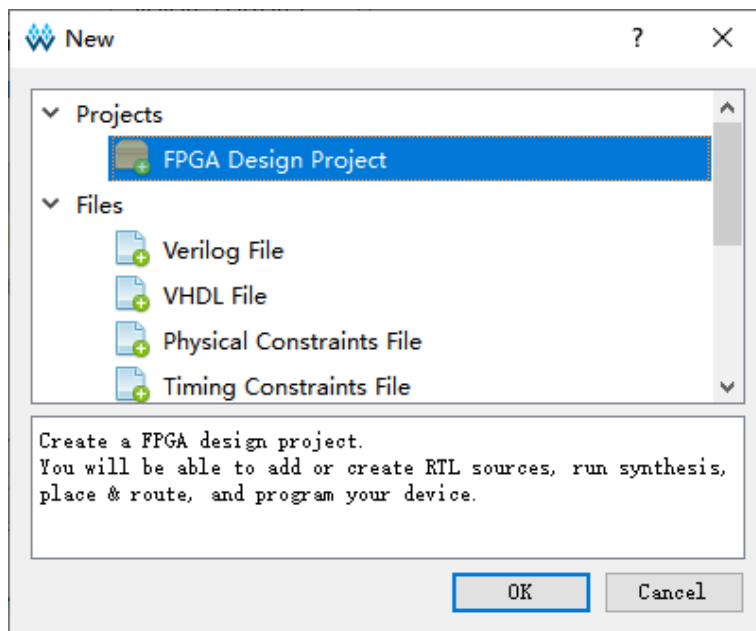 New
?
Projects
FPGA Design Project
Files
Verilog File
VHDL File
Physical Constraints File
Timing Constraints File
Create a FPGA design project.
You will be able to add or create RTL sources, run synthesis,
place & route, and program your device.
OK
Cancel